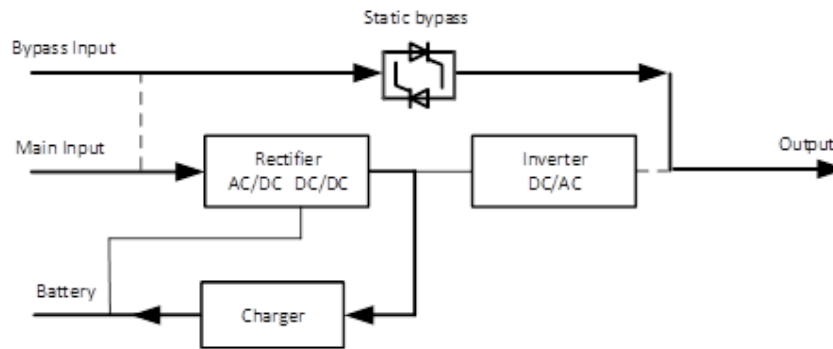 Static bypass
Bypass Input
Main Input
Rectifier
AC/DC DC/DC
Inverter
DC/AC
Output
Battery
Charger